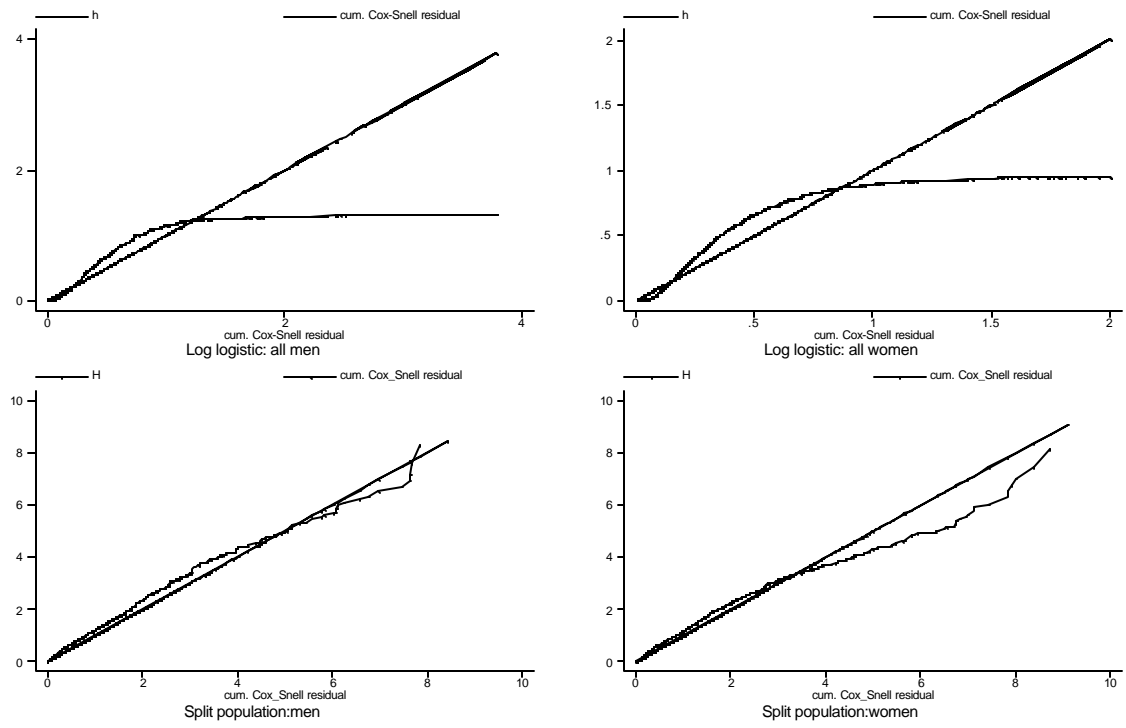 h cum. Cox-Snell residual
4
2
0
0 2 4
cum. Cox-Snell residual
Log logistic: all men
h cum. Cox-Snell residual
2
1.5
1
.5
0
0 .5 1 1.5 2
cum. Cox-Snell residual
Log logistic: all women
H cum. Cox_Snell residual
10
8
6
4
2
0
0 2 4 6 8 10
cum. Cox_Snell residual
Split population:men
H cum. Cox_Snell residual
10
8
6
4
2
0
0 2 4 6 8 10
cum. Cox_Snell residual
Split population:women